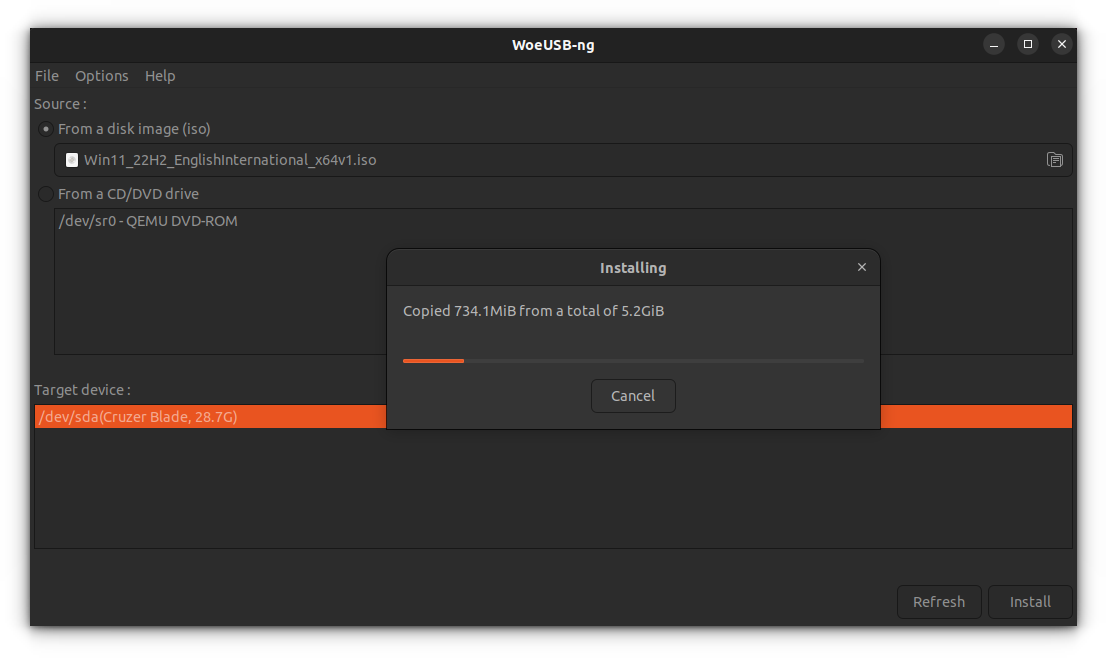 WoeUSB-ng
File Options Help
Source :
From a disk image (iso)
Win11_22H2_EnglishInternational_x64v1.iso
From a CD/DVD drive
/dev/sr0 - QEMU DVD-ROM
Installing
Copied 734.1MiB from a total of 5.2GiB
Cancel
Target device :
/dev/sda(Cruzer Blade, 28.7G)
Refresh Install